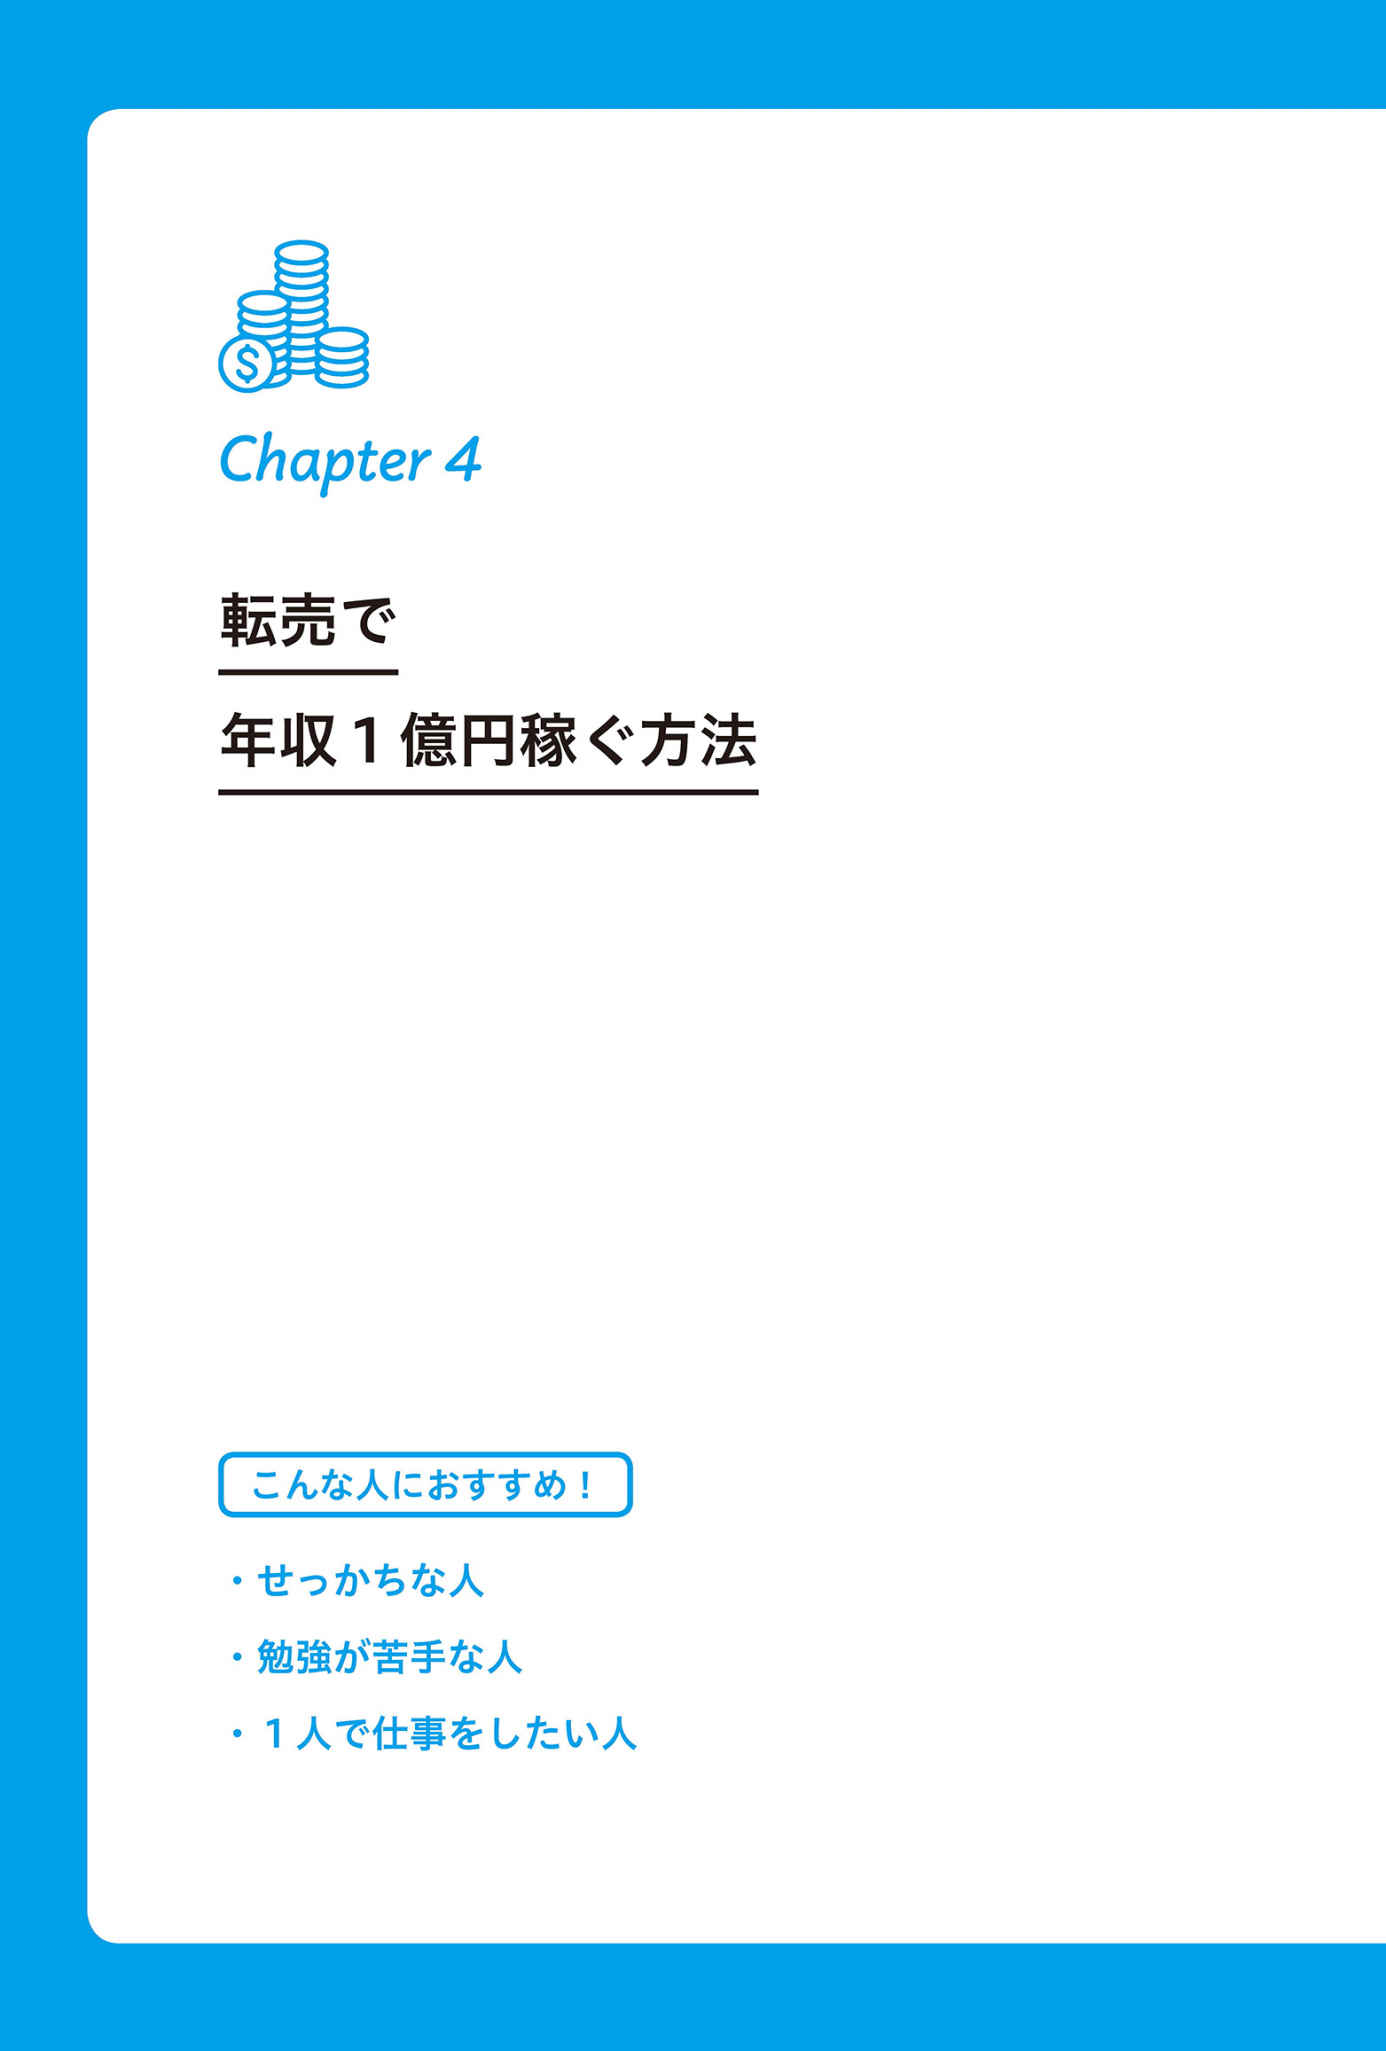 $
Chapter 4
転売で
年収１億円稼ぐ方法
こんな人におすすめ！
・せっかちな人
・勉強が苦手な人
・１人で仕事をしたい人